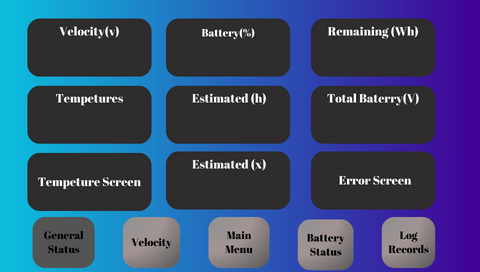 Velocity(v)
Battery(%)
Remaining (Wh)
Tempetures
Estimated (h)
Total Baterry(V)
Tempeture Screen
Estimated (x)
Error Screen
General
Status
Velocity
Main
Menu
Battery
Status
Log
Records